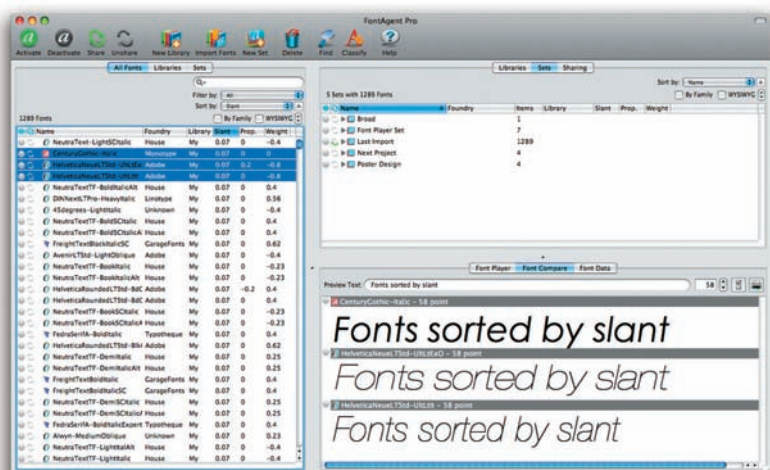 FontAgent Pro
Activate Deactivate Share Unshare New Library Import Fonts New Set Delete Find Classify Help
All Fonts Libraries Sets
Filter by: All
Sort by: Slant
1289 Fonts By Family WYSIWYG
Name Foundry Library Slant Prop. Weight
NeutraText-LightSCItalic House My 0.07 0 -0.4
CenturyGothic-Italic Monotype My 0.07 0 0
HelveticaNeueLTStd-UltLtEx Adobe My 0.07 0.2 -0.8
HelveticaNeueLTStd-UltLtIt Adobe My 0.07 0 -0.8
NeutraTextTF-BoldItalicAlt House My 0.07 0 0.4
DINNextLTPro-HeavyItalic Linotype My 0.07 0 0.56
45degrees-LightItalic Unknown My 0.07 0 -0.4
NeutraTextTF-BoldSCItalic House My 0.07 0 0.4
NeutraTextTF-BoldSCItalicA House My 0.07 0 0.4
FreightTextBlackItalicSC GarageFonts My 0.07 0 0.62
AvenirLTStd-LightOblique Adobe My 0.07 0 -0.4
NeutraTextTF-BookItalic House My 0.07 0 -0.23
NeutraTextTF-BookItalicAlt House My 0.07 0 -0.23
HelveticaRoundedLTStd-BdC Adobe My 0.07 -0.2 0.4
NeutraTextTF-BookSCItalic House My 0.07 0 -0.23
NeutraTextTF-BookSCItalicA House My 0.07 0 -0.23
FedraSerifA-BoldItalic Typotheque My 0.07 0 0.4
HelveticaRoundedLTStd-Blk Adobe My 0.07 0 0.62
NeutraTextTF-DemiItalic House My 0.07 0 0.25
NeutraTextTF-DemiItalicAlt House My 0.07 0 0.25
FreightTextBoldItalic GarageFonts My 0.07 0 0.4
FreightTextBoldItalicSC GarageFonts My 0.07 0 0.4
NeutraTextTF-DemiSCItalic House My 0.07 0 0.25
NeutraTextTF-DemiSCItalicA House My 0.07 0 0.25
FedraSerifA-BoldItalicExpert Typotheque My 0.07 0 0.4
Alwyn-MediumOblique Unknown My 0.07 0 0.23
NeutraTextTF-LightItalAlt House My 0.07 0 -0.4
NeutraTextTF-LightItalic House My 0.07 0 -0.4
Libraries Sets Sharing
Sort by: Name
5 Sets with 1289 Fonts By Family WYSIWYG
Name Foundry Items Library Slant Prop. Weight
Broad 1
Font Player Set 7
Last Import 1289
Next Project 4
Poster Design 4
Font Player Font Compare Font Data
Preview Text: Fonts sorted by slant 58
CenturyGothic-Italic - 58 point
Fonts sorted by slant
HelveticaNeueLTStd-UltLtExO - 58 point
Fonts sorted by slant
HelveticaNeueLTStd-UltLtIt - 58 point
Fonts sorted by slant